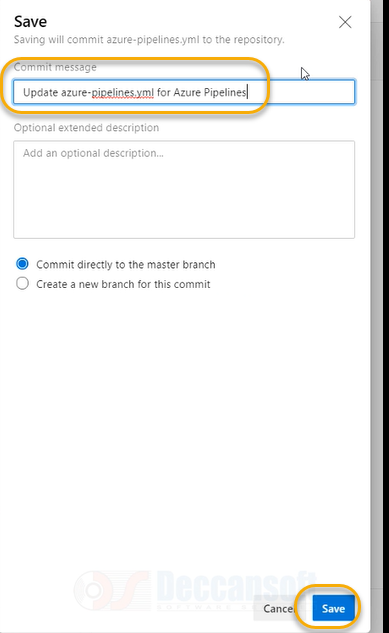 Save
Saving will commit azure-pipelines.yml to the repository.
Commit message
Update azure-pipelines.yml for Azure Pipelines
Optional extended description
Add an optional description...
Commit directly to the master branch
Create a new branch for this commit
Deccansoft
Cancel
Save